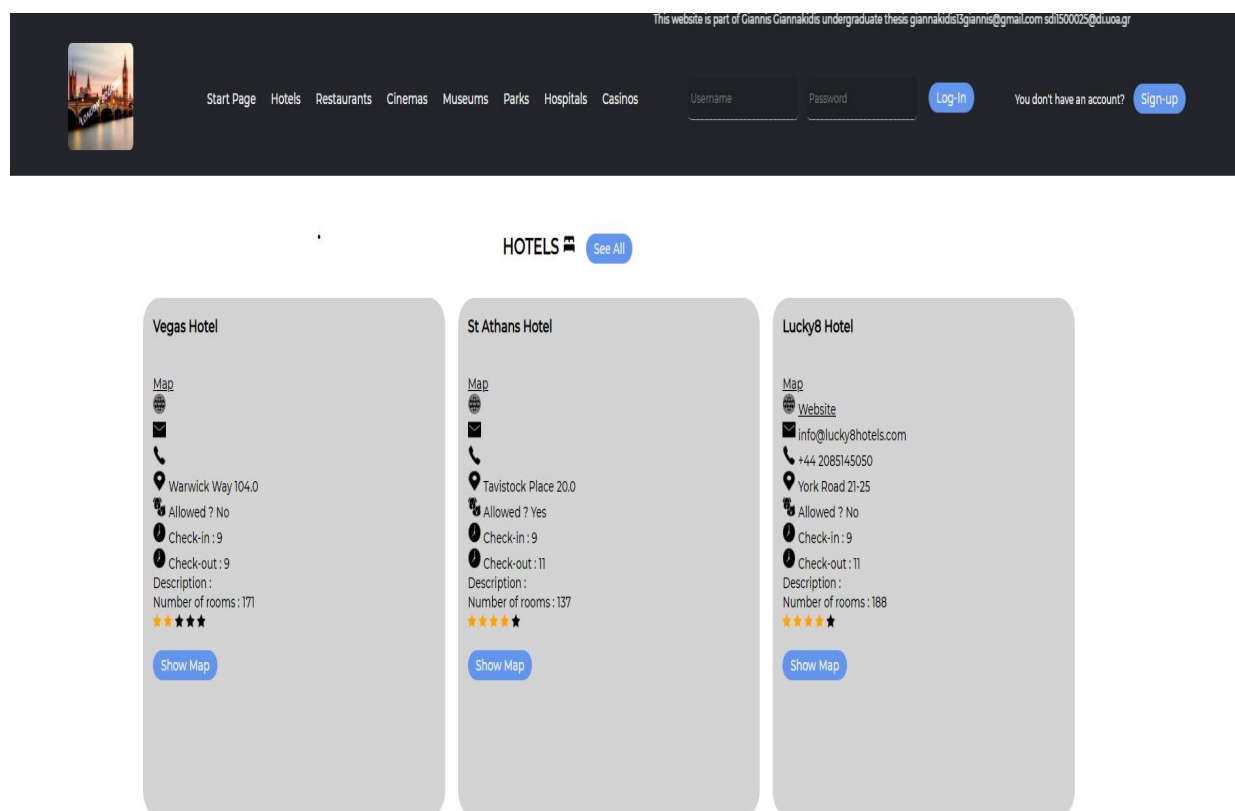 This website is part of Giannis Giannakidis undergraduate thesis giannakidis13giannis@gmail.com sdi1500025@di.uoa.gr
Start Page Hotels Restaurants Cinemas Museums Parks Hospitals Casinos Username Password Log-In You don't have an account? Sign-up
HOTELS See All
Vegas Hotel
Map
Warwick Way 104.0
Allowed ? No
Check-in : 9
Check-out : 9
Description :
Number of rooms : 171
Show Map
St Athans Hotel
Map
Tavistock Place 20.0
Allowed ? Yes
Check-in : 9
Check-out : 11
Description :
Number of rooms : 137
Show Map
Lucky8 Hotel
Map
Website
info@lucky8hotels.com
+44 2085145050
York Road 21-25
Allowed ? No
Check-in : 9
Check-out : 11
Description :
Number of rooms : 188
Show Map